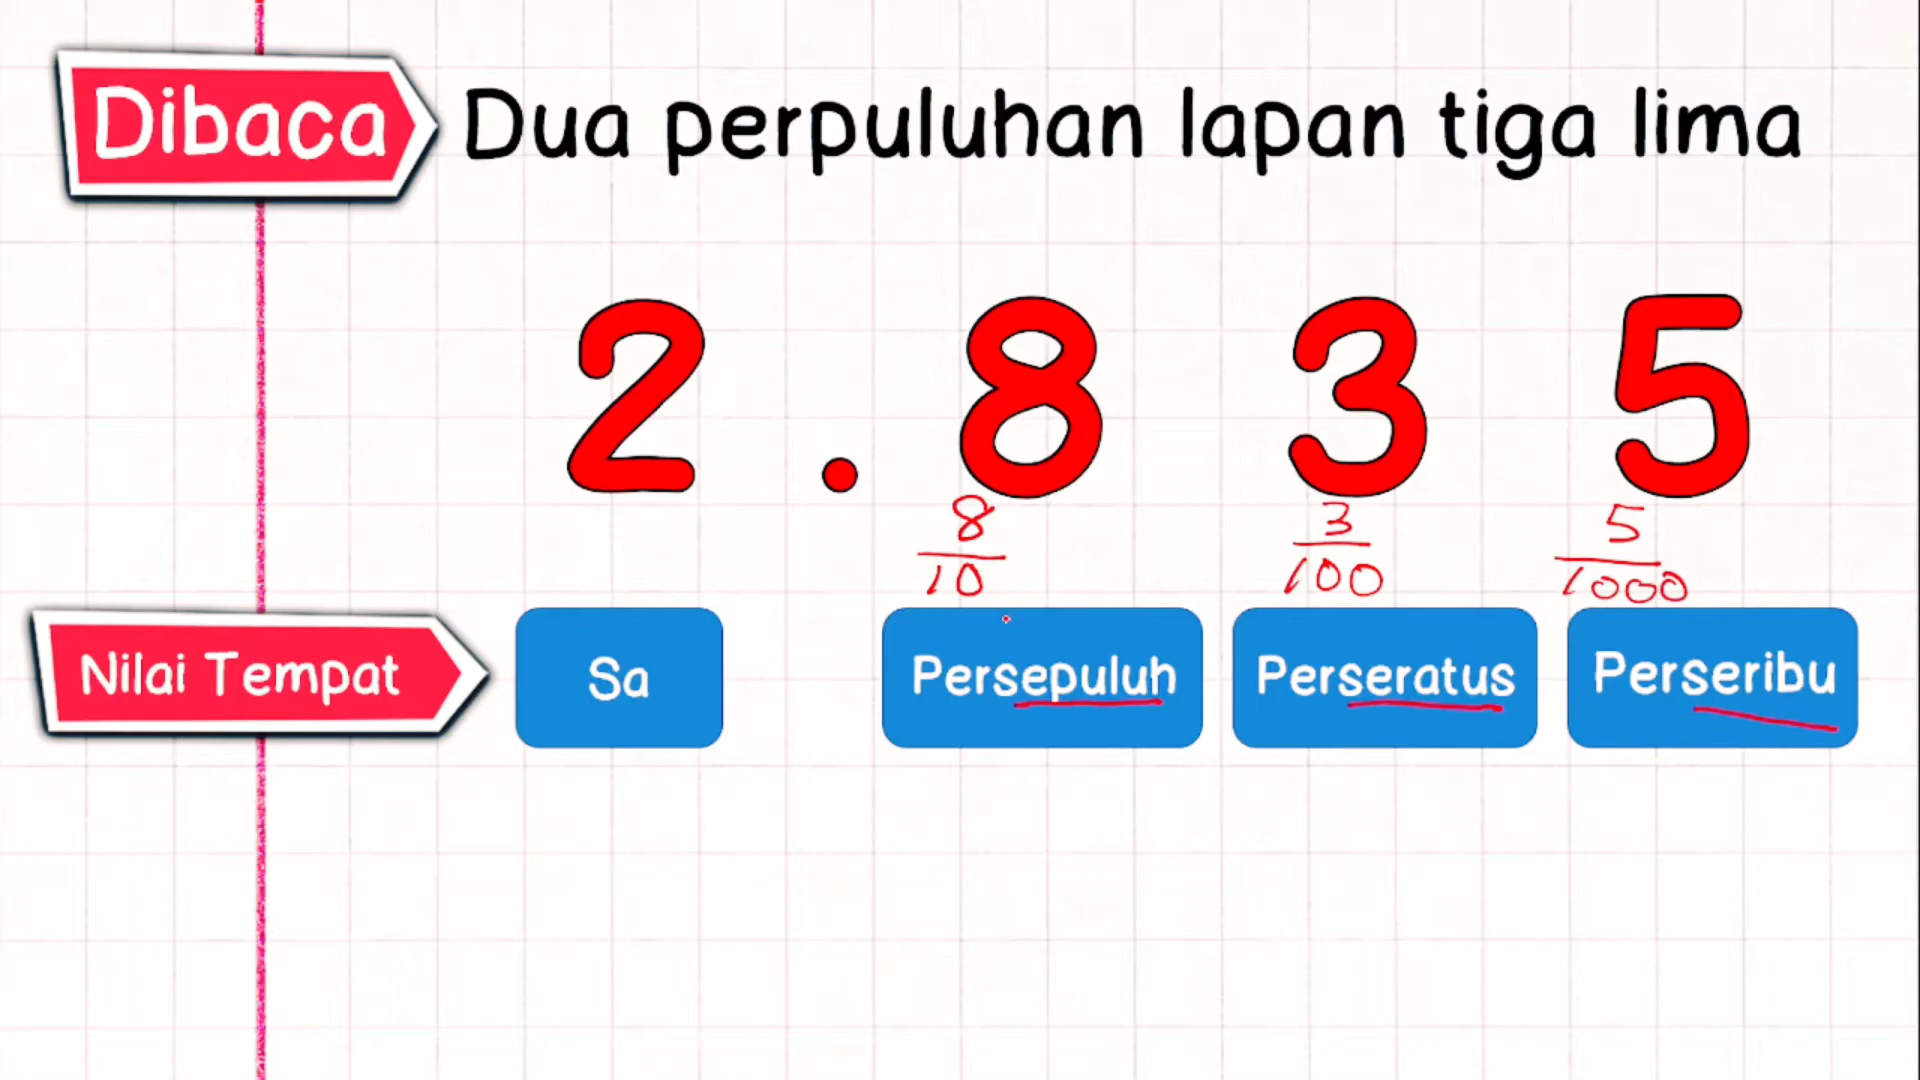 Dibaca Dua perpuluhan lapan tiga lima
2 . 8 3 5
8/10 3/100 5/1000
Nilai Tempat Sa Persepuluh Perseratus Perseribu